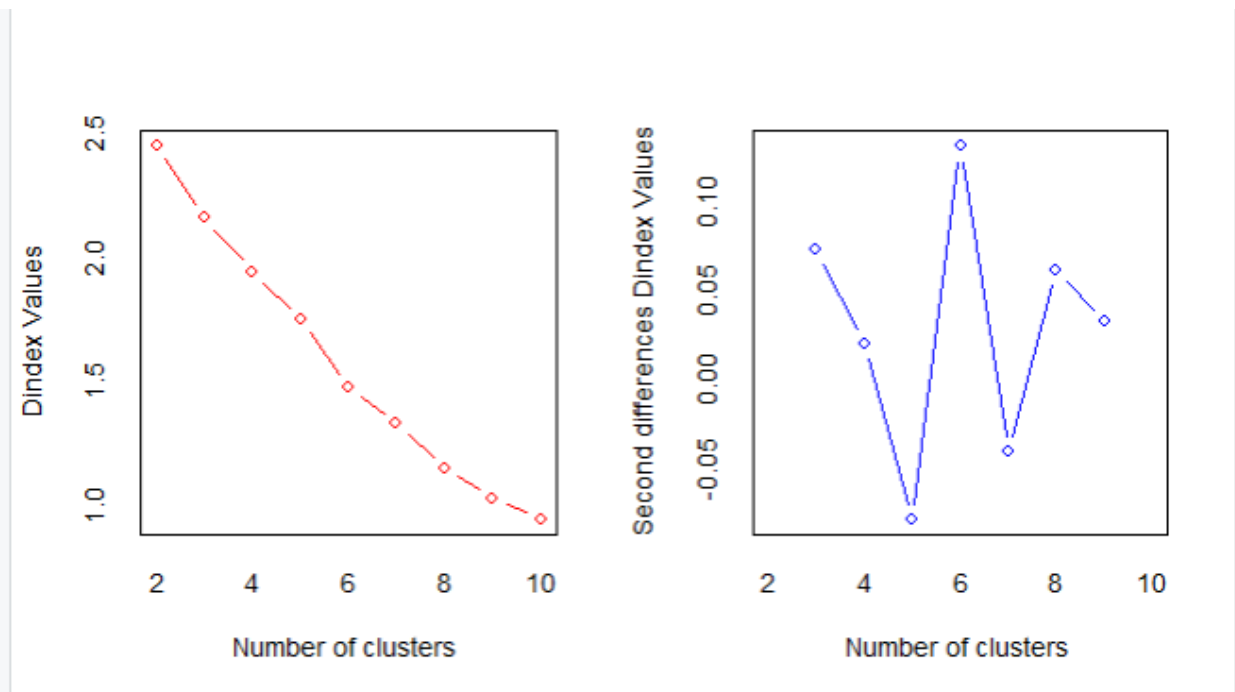 Dindex Values
2.5
2.0
1.5
1.0
2 4 6 8 10
Number of clusters
Second differences Dindex Values
0.10
0.05
0.00
-0.05
2 4 6 8 10
Number of clusters